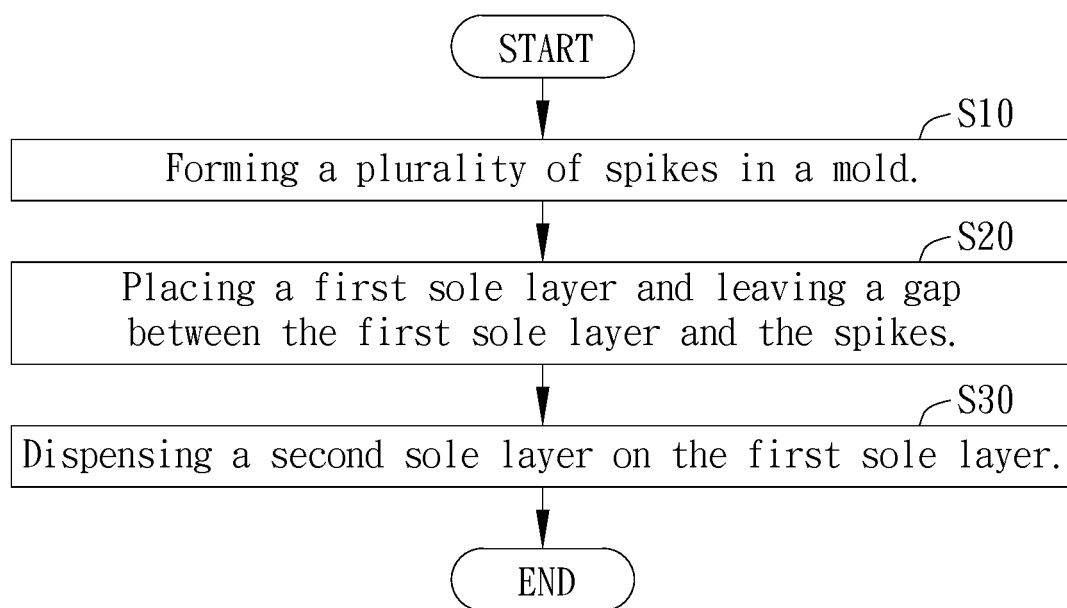 START
S10
Forming a plurality of spikes in a mold.
S20
Placing a first sole layer and leaving a gap
between the first sole layer and the spikes.
S30
Dispensing a second sole layer on the first sole layer.
END